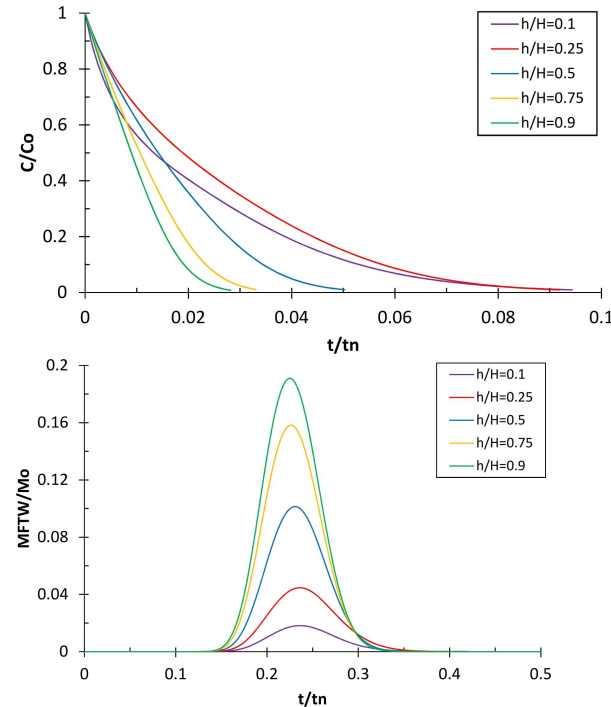 1
0.8
0.6
0.4
0.2
0
C/Co
0
0.02
0.04
0.06
0.08
0.1
t/tn
h/H=0.1
h/H=0.25
h/H=0.5
h/H=0.75
h/H=0.9
0.2
0.16
0.12
0.08
0.04
0
MFTW/Mo
0
0.1
0.2
0.3
0.4
0.5
t/tn
h/H=0.1
h/H=0.25
h/H=0.5
h/H=0.75
h/H=0.9